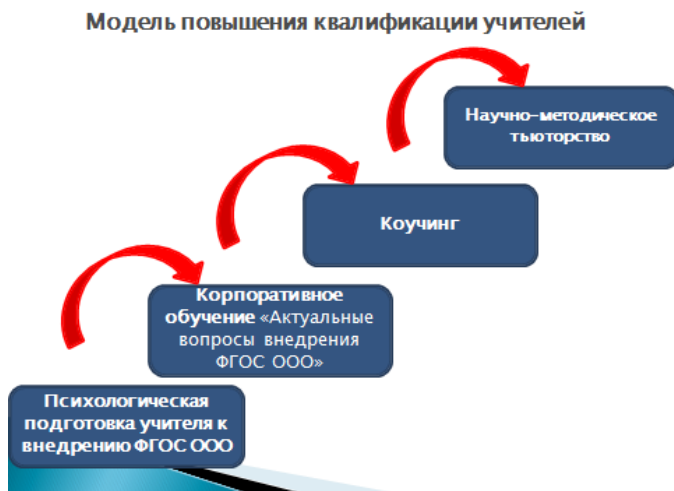 Модель повышения квалификации учителей
Научно-методическое
тьюторство
Коучинг
Корпоративное
обучение «Актуальные
вопросы внедрения
ФГОС ООО»
Психологическая
подготовка учителя к
внедрению ФГОС ООО